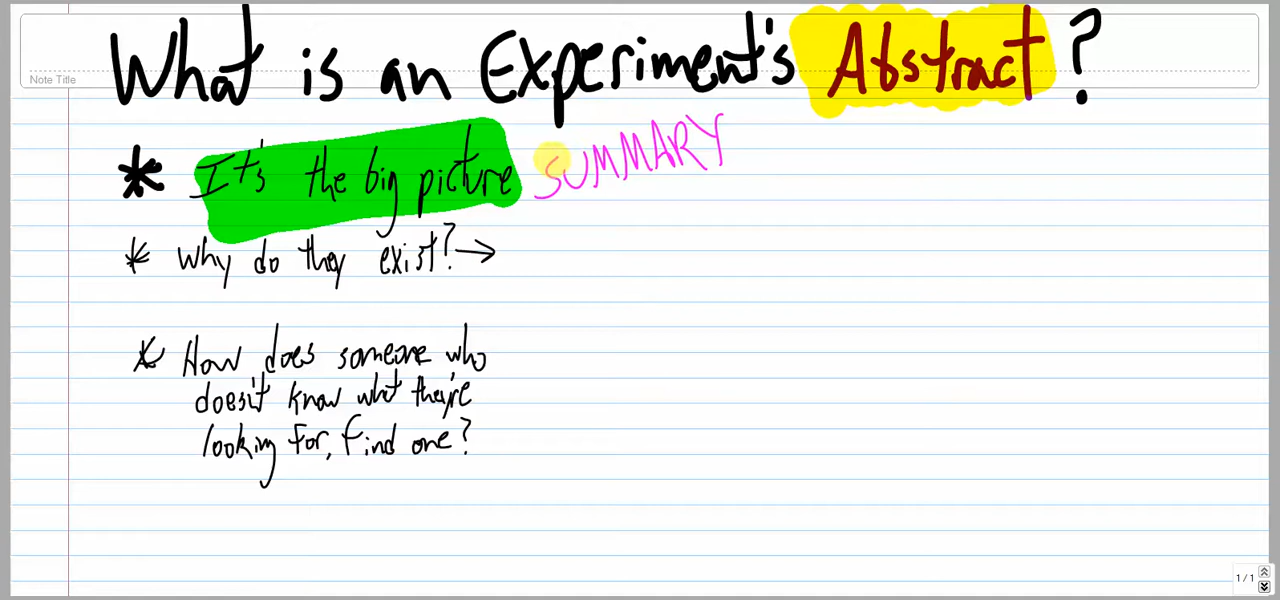 What is an Experiment's Abstract?
Note Title
* It's the big picture SUMMARY
* Why do they exist? →
* How does someone who
doesn't know what they're
looking for, find one?
1/1